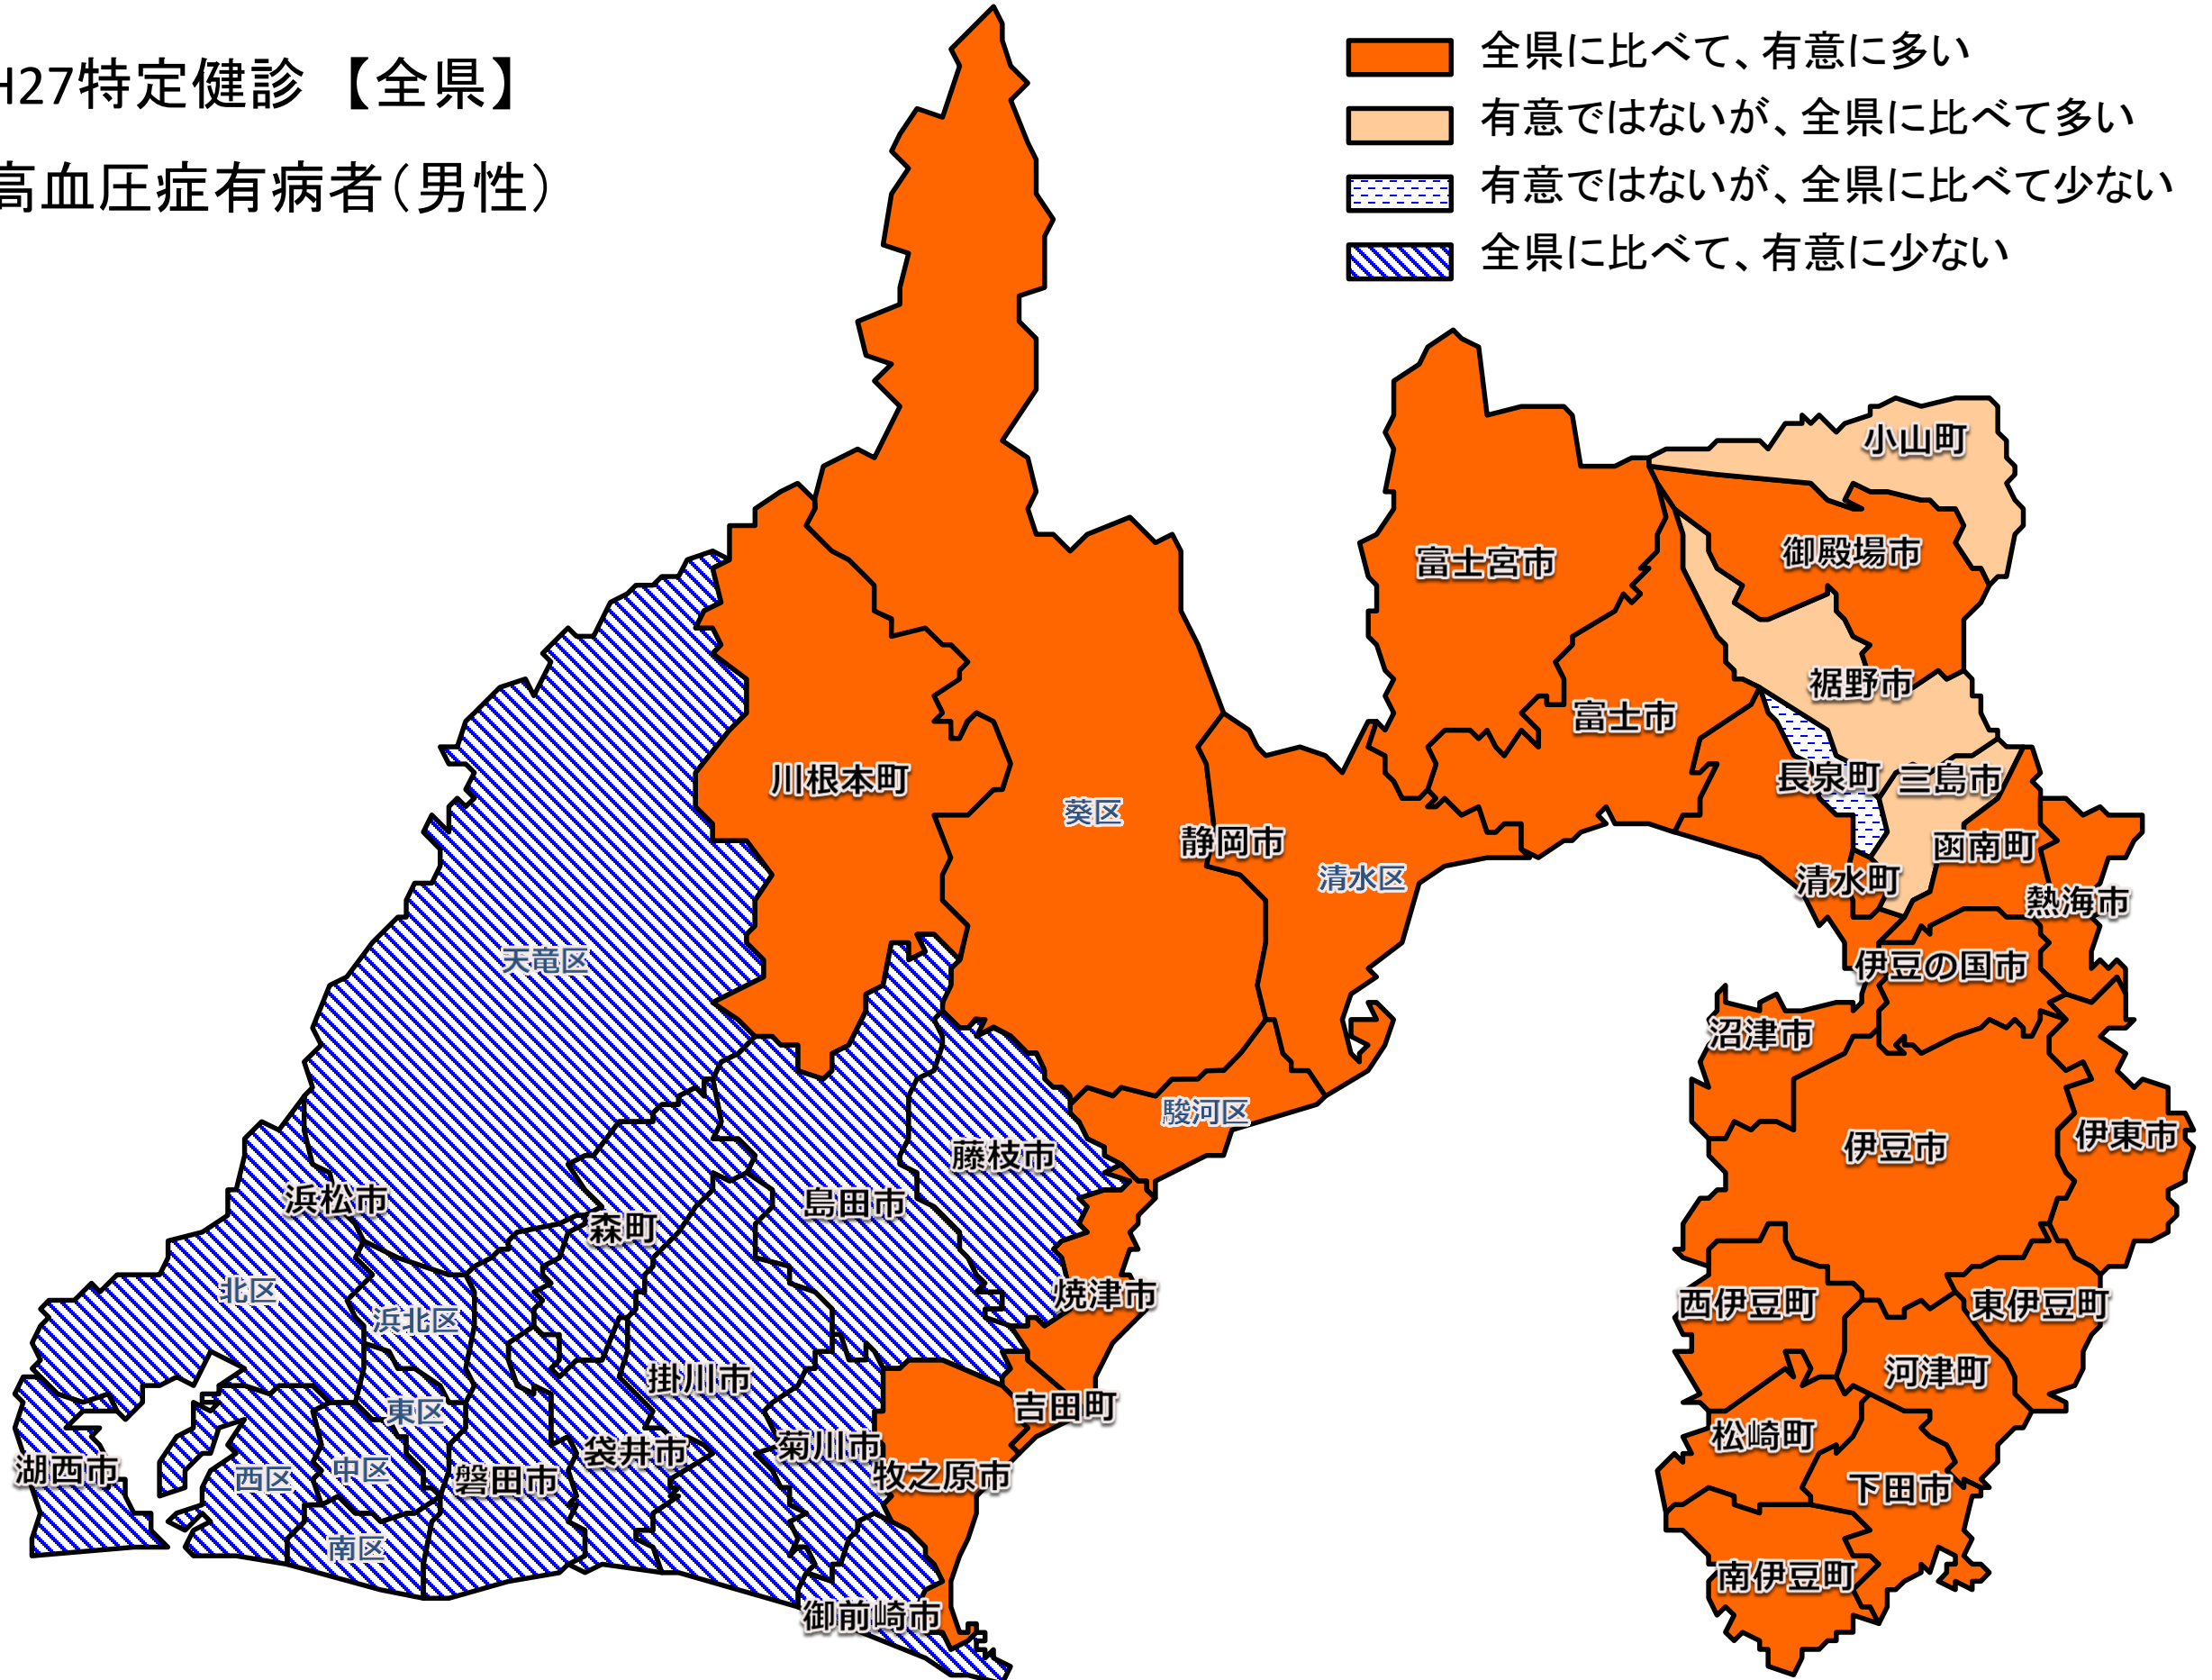 H27特定健診 【全県】
高血圧症有病者（男性）
全県に比べて、有意に多い
有意ではないが、全県に比べて多い
有意ではないが、全県に比べて少ない
全県に比べて、有意に少ない
小山町
御殿場市
富士宮市
裾野市
富士市
長泉町
三島市
川根本町
葵区
静岡市
清水区
函南町
清水町
熱海市
天竜区
伊豆の国市
沼津市
駿河区
伊豆市
伊東市
藤枝市
島田市
浜松市
森町
北区
浜北区
焼津市
西伊豆町
東伊豆町
掛川市
河津町
吉田町
東区
松崎町
菊川市
袋井市
湖西市
西区
中区
磐田市
牧之原市
下田市
南区
南伊豆町
御前崎市